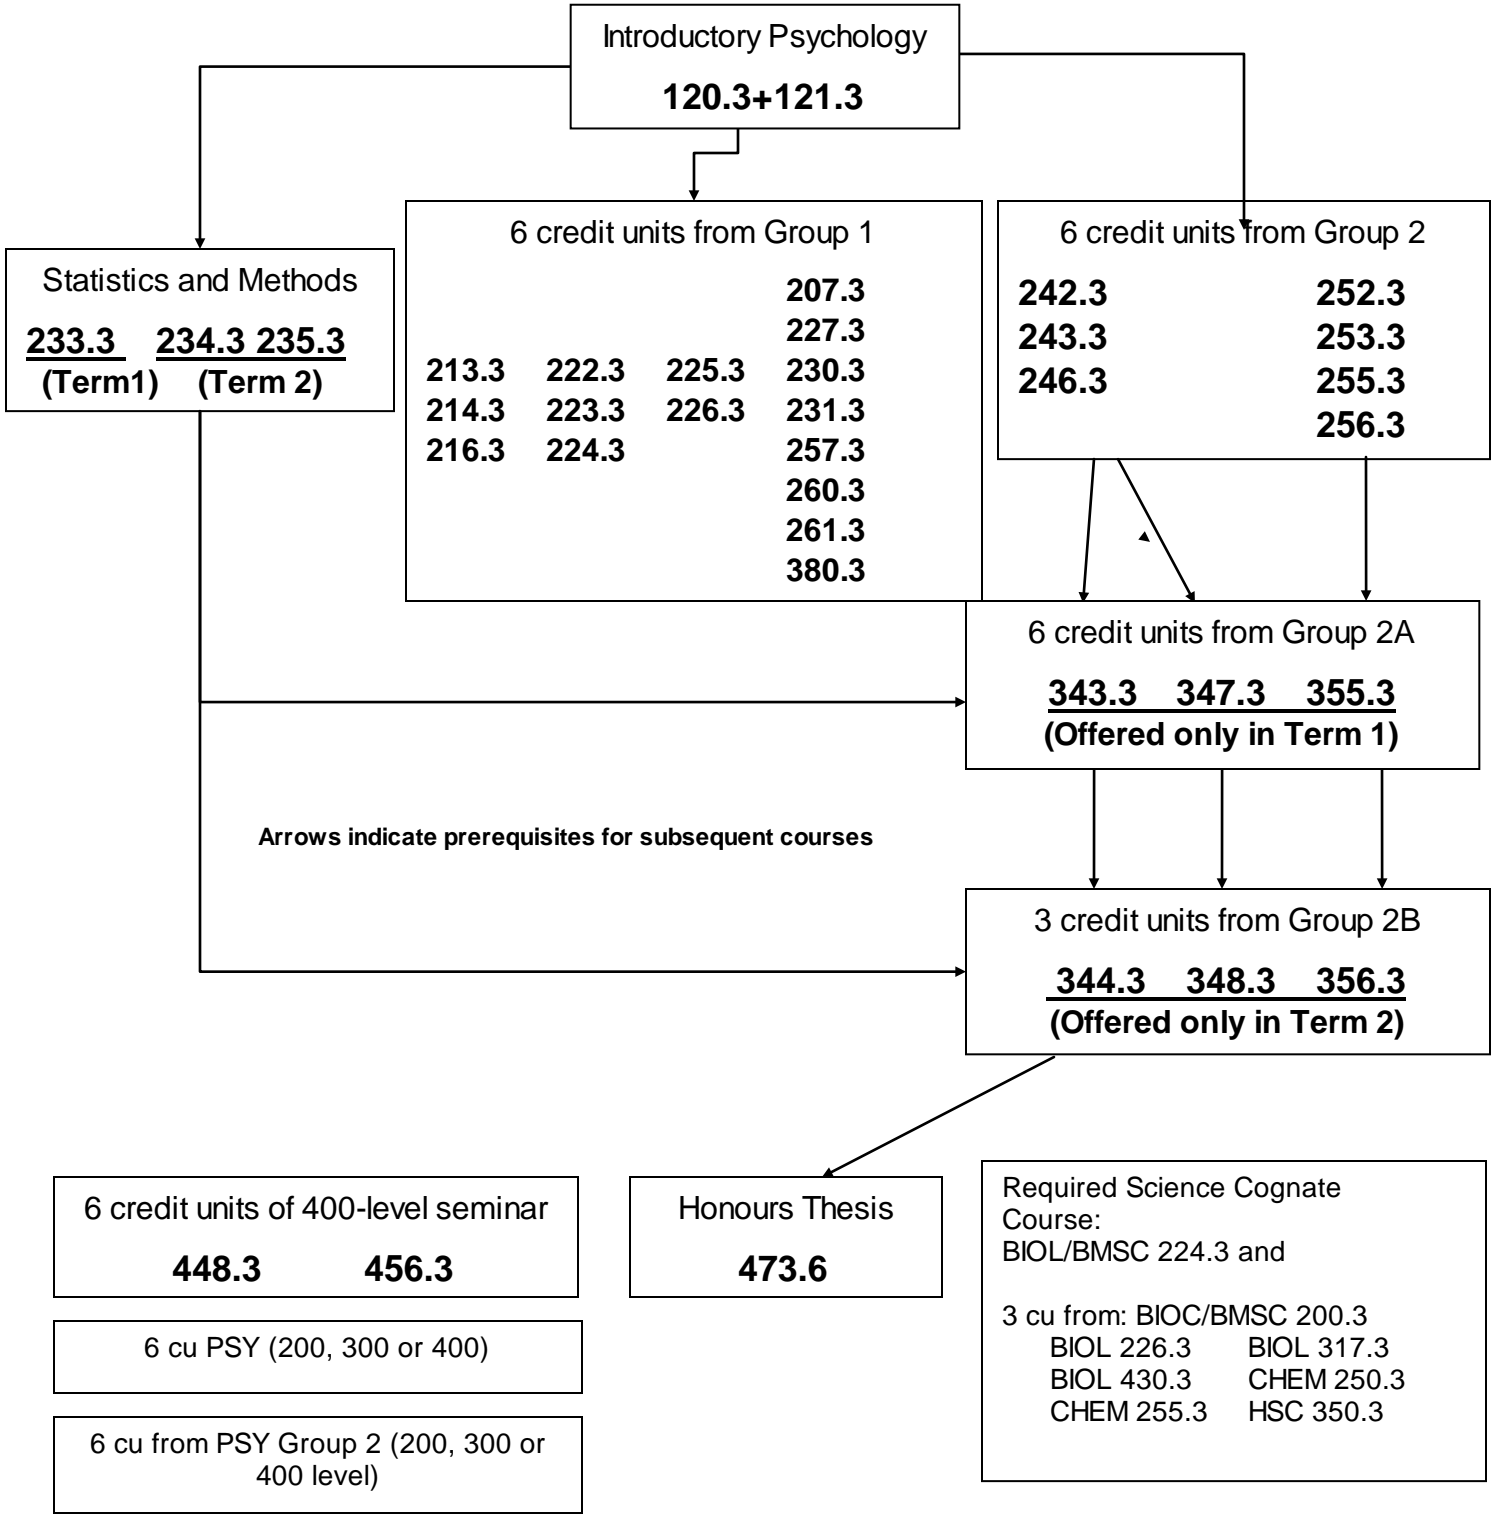 Introductory Psychology
120.3+121.3
6 credit units from Group 1
207.3
227.3
213.3 222.3 225.3 230.3
214.3 223.3 226.3 231.3
216.3 224.3 257.3
260.3
261.3
380.3
6 credit units from Group 2
242.3 252.3
243.3 253.3
246.3 255.3
256.3
Statistics and Methods
233.3 234.3 235.3
(Term1) (Term 2)
6 credit units from Group 2A
343.3 347.3 355.3
(Offered only in Term 1)
Arrows indicate prerequisites for subsequent courses
3 credit units from Group 2B
344.3 348.3 356.3
(Offered only in Term 2)
6 credit units of 400-level seminar
448.3 456.3
Honours Thesis
473.6
Required Science Cognate
Course:
BIOL/BMSC 224.3 and
3 cu from: BIOC/BMSC 200.3
BIOL 226.3 BIOL 317.3
BIOL 430.3 CHEM 250.3
CHEM 255.3 HSC 350.3
6 cu PSY (200, 300 or 400)
6 cu from PSY Group 2 (200, 300 or
400 level)